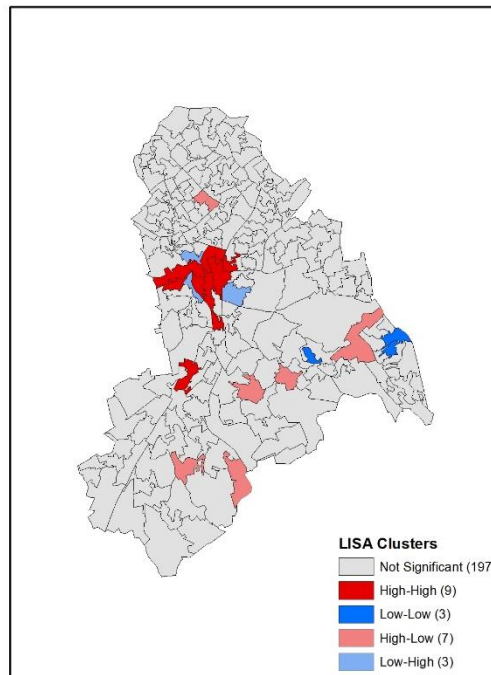 LISA Clusters
Not Significant (197
High-High (9)
Low-Low (3)
High-Low (7)
Low-High (3)